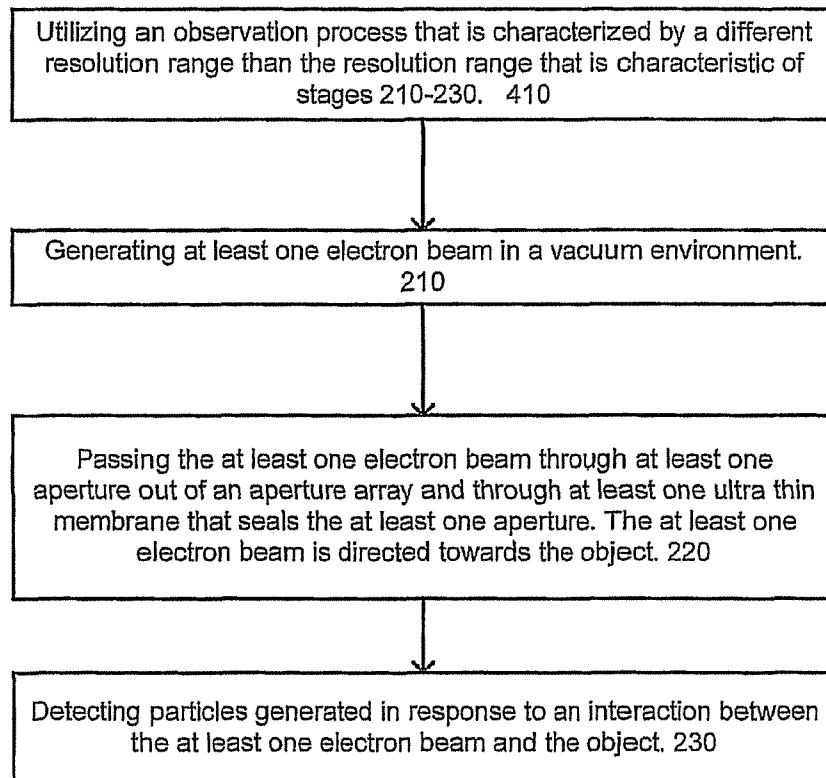 Utilizing an observation process that is characterized by a different
resolution range than the resolution range that is characteristic of
stages 210-230. 410
Generating at least one electron beam in a vacuum environment.
210
Passing the at least one electron beam through at least one
aperture out of an aperture array and through at least one ultra thin
membrane that seals the at least one aperture. The at least one
electron beam is directed towards the object. 220
Detecting particles generated in response to an interaction between
the at least one electron beam and the object. 230